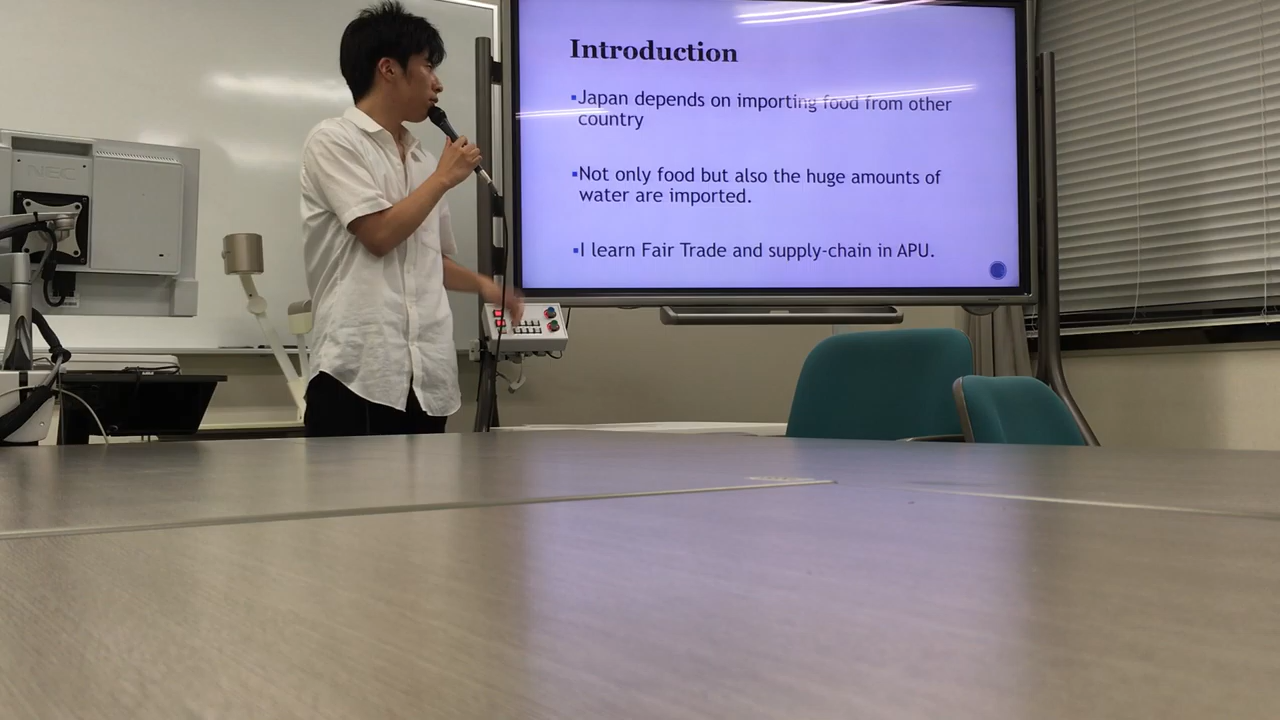 NEC
Introduction
▪Japan depends on importing food from other
country
▪Not only food but also the huge amounts of
water are imported.
▪I learn Fair Trade and supply-chain in APU.